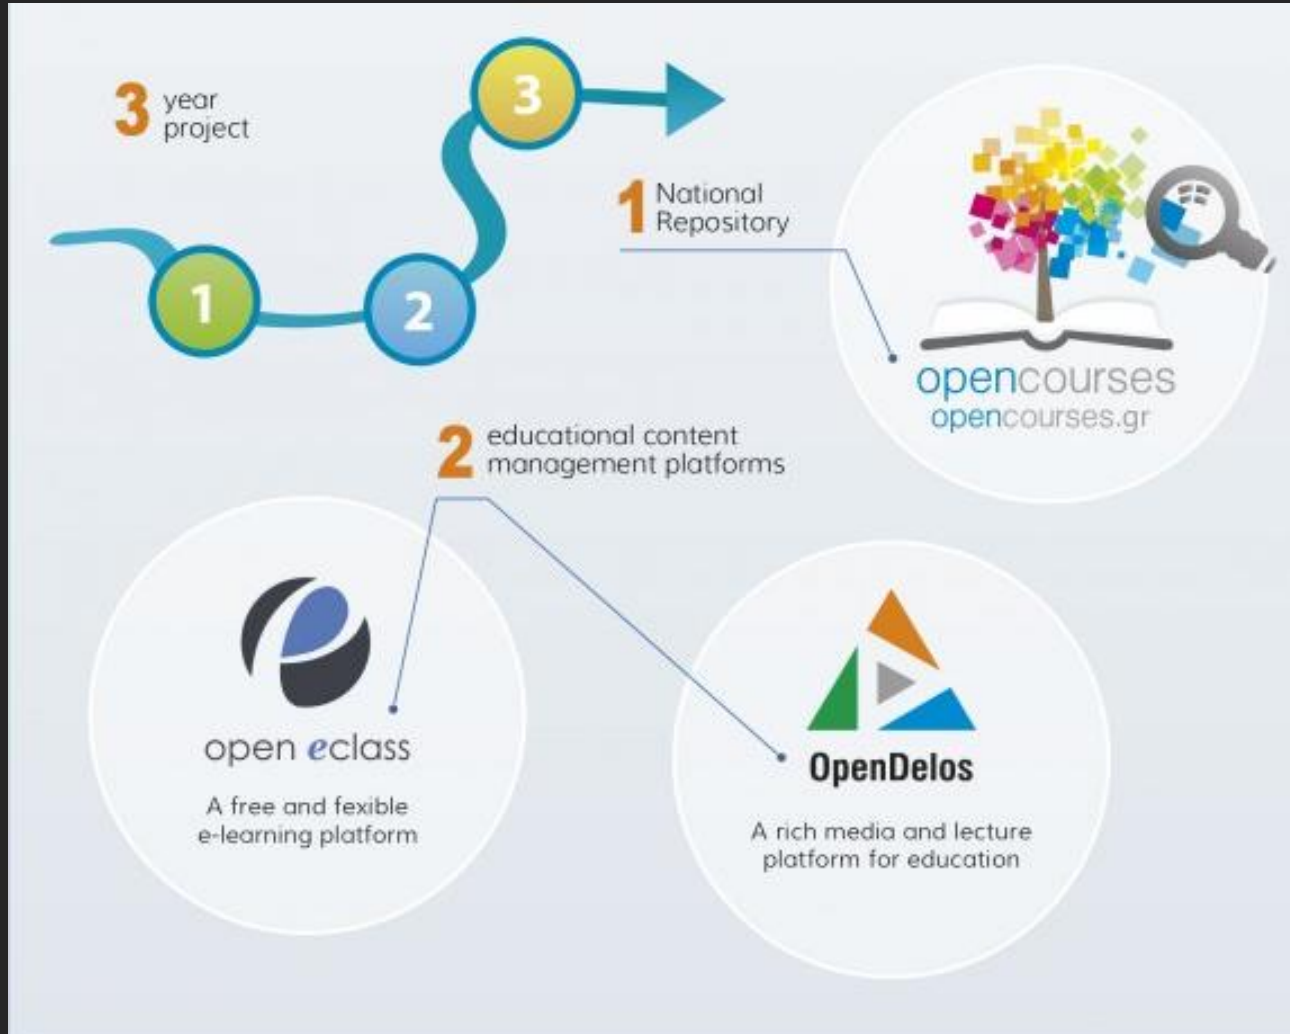 3 year
project
1
2
3
1 National
Repository
opencourses
opencourses.gr
2 educational content
management platforms
open eclass
A free and fexible
e-learning platform
OpenDelos
A rich media and lecture
platform for education